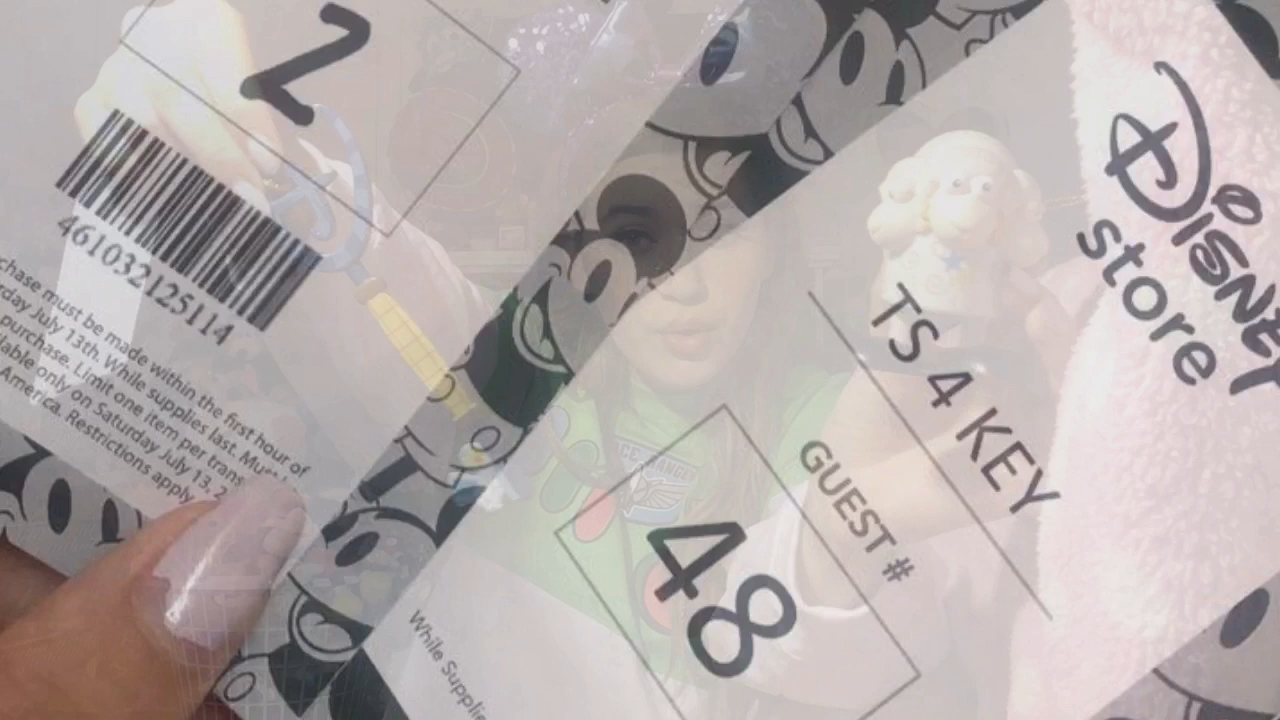 2
461032125114
chase must be made within the first hour of
rday July 13th. While supplies last. Must
purchase. Limit one item per trans
lable only on Saturday July 13, 2
America. Restrictions apply
DISNEY
store
TS 4 KEY
GUEST #
48
While Supplie